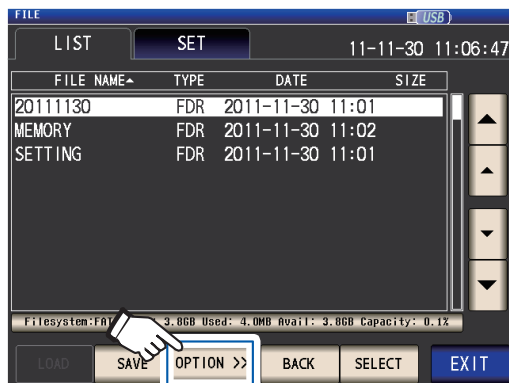 FILE USB
LIST SET 11-11-30 11:06:47
FILE NAME▲ TYPE DATE SIZE
20111130 FDR 2011-11-30 11:01
MEMORY FDR 2011-11-30 11:02
SETTING FDR 2011-11-30 11:01
Filesystem:FAT 3.8GB Used: 4.0MB Avail: 3.8GB Capacity: 0.1%
LOAD SAVE OPTION >> BACK SELECT EXIT